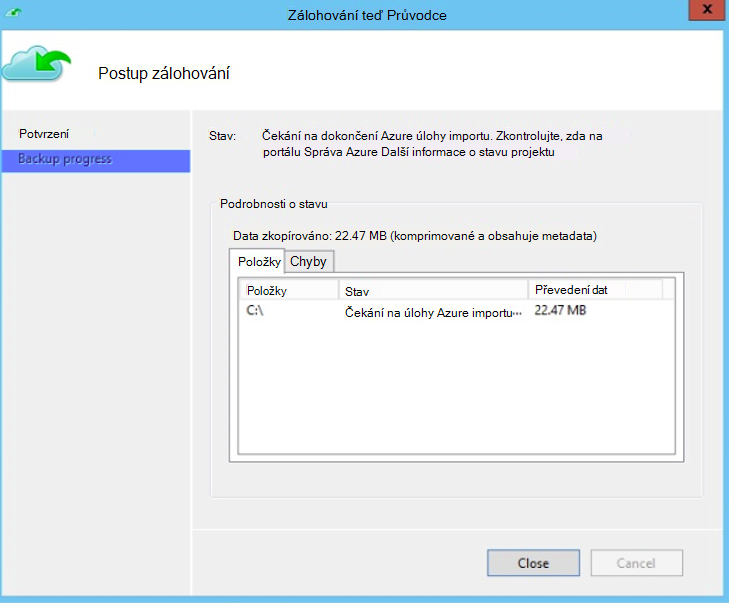 Zálohování teď Průvodce
x
Postup zálohování
Potvrzení
Backup progress
Stav: Čekání na dokončení Azure úlohy importu. Zkontrolujte, zda na
portálu Správa Azure Další informace o stavu projektu
Podrobnosti o stavu
Data zkopírováno: 22.47 MB (komprimované a obsahuje metadata)
Položky Chyby
Položky Stav Převedení dat
C:\ Čekání na úlohy Azure importu... 22.47 MB
Close Cancel